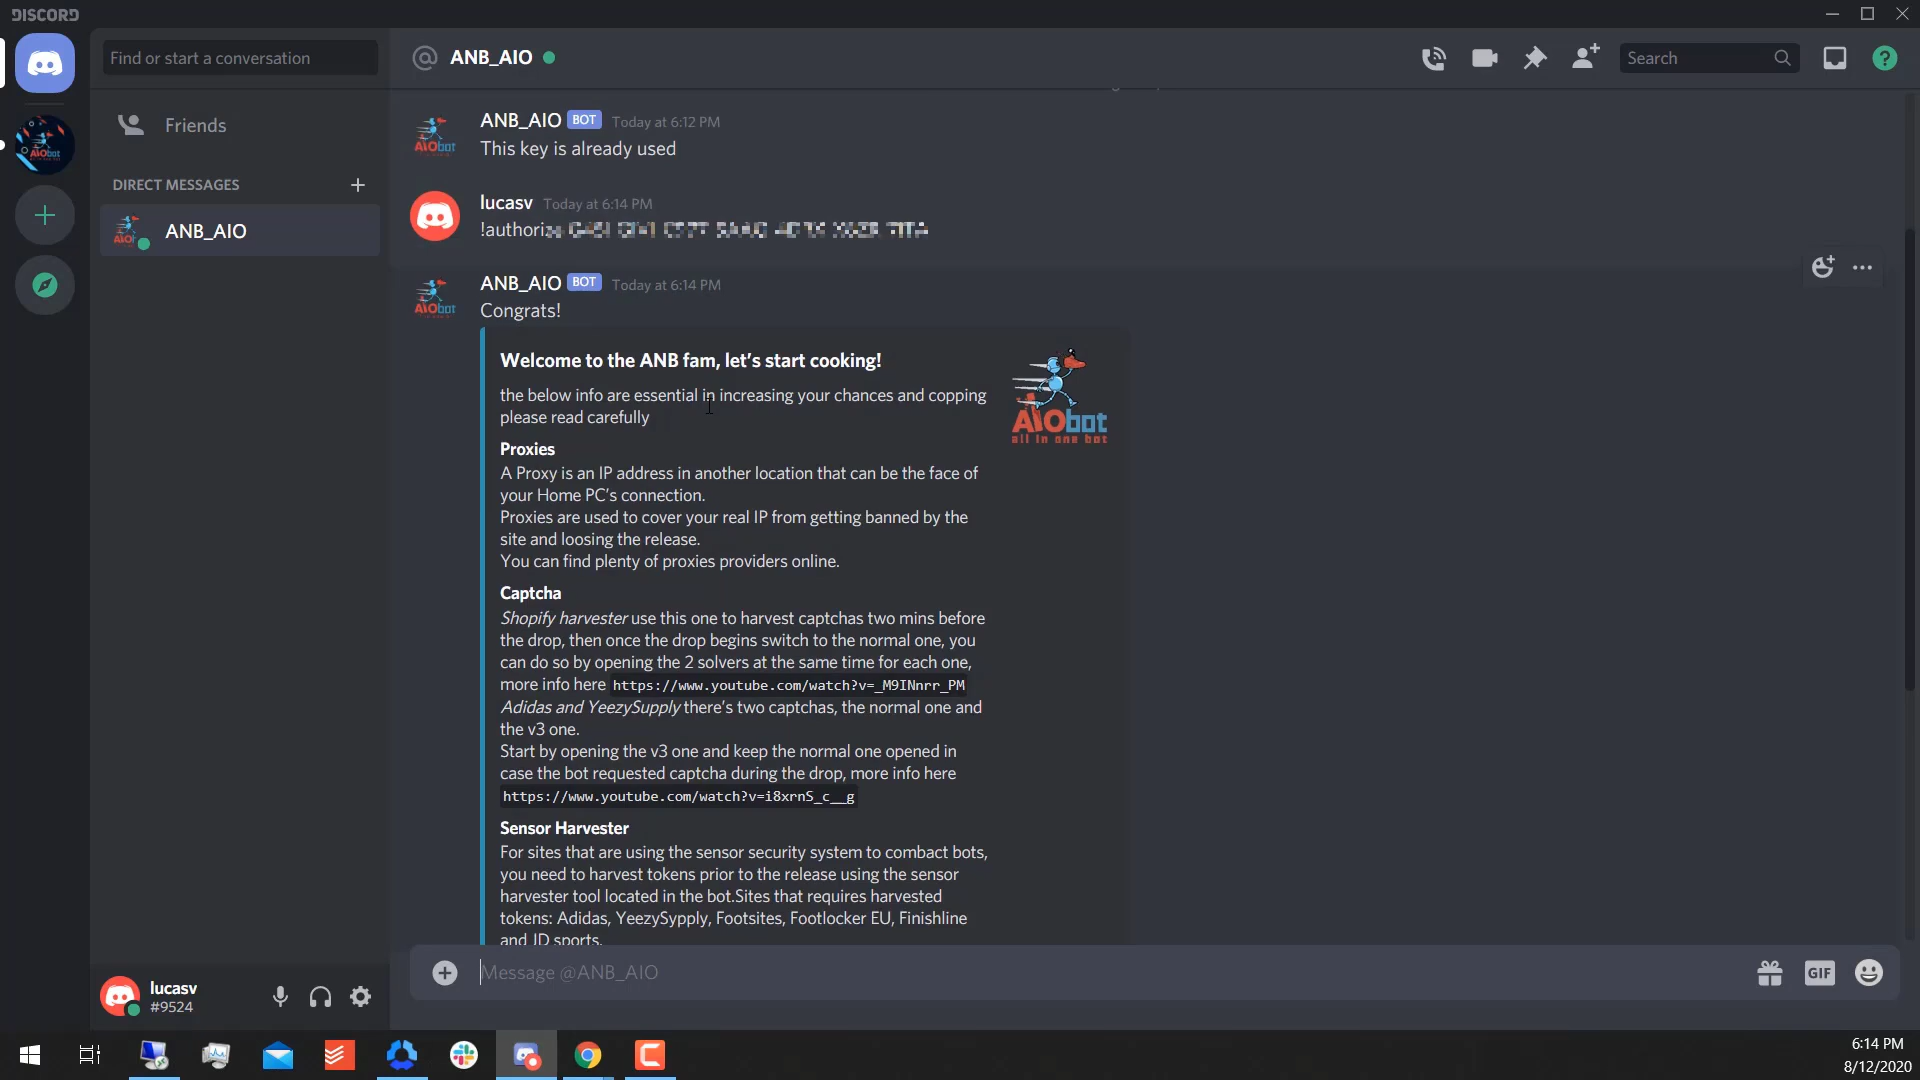 DISCORD
Find or start a conversation
@ ANB_AIO
Search
Friends
DIRECT MESSAGES
ANB_AIO
ANB_AIO BOT Today at 6:12 PM
This key is already used
lucasv Today at 6:14 PM
!authoriz
ANB_AIO BOT Today at 6:14 PM
Congrats!
Welcome to the ANB fam, let's start cooking!
the below info are essential in increasing your chances and copping
please read carefully
AIObot
all in one bot
Proxies
A Proxy is an IP address in another location that can be the face of
your Home PC's connection.
Proxies are used to cover your real IP from getting banned by the
site and loosing the release.
You can find plenty of proxies providers online.
Captcha
Shopify harvester use this one to harvest captchas two mins before
the drop, then once the drop begins switch to the normal one, you
can do so by opening the 2 solvers at the same time for each one,
more info here https://www.youtube.com/watch?v=_M9INnrr_PM
Adidas and YeezySupply there's two captchas, the normal one and
the v3 one.
Start by opening the v3 one and keep the normal one opened in
case the bot requested captcha during the drop, more info here
https://www.youtube.com/watch?v=i8xrnS_c__g
Sensor Harvester
For sites that are using the sensor security system to combact bots,
you need to harvest tokens prior to the release using the sensor
harvester tool located in the bot.Sites that requires harvested
tokens: Adidas, YeezySypply, Footsites, Footlocker EU, Finishline
and JD sports.
Message @ANB_AIO
GIF
lucasv
#9524
6:14 PM
8/12/2020